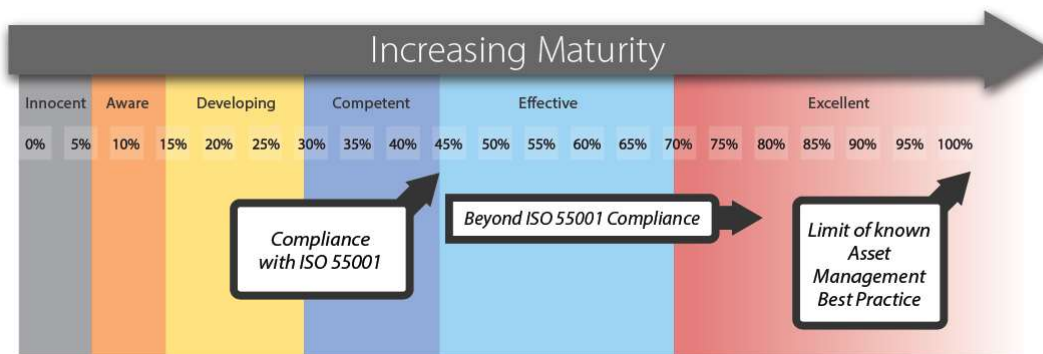 Increasing Maturity
Innocent Aware Developing Competent Effective Excellent
0% 5% 10% 15% 20% 25% 30% 35% 40% 45% 50% 55% 60% 65% 70% 75% 80% 85% 90% 95% 100%
Compliance
with ISO 55001
Beyond ISO 55001 Compliance
Limit of known
Asset
Management
Best Practice